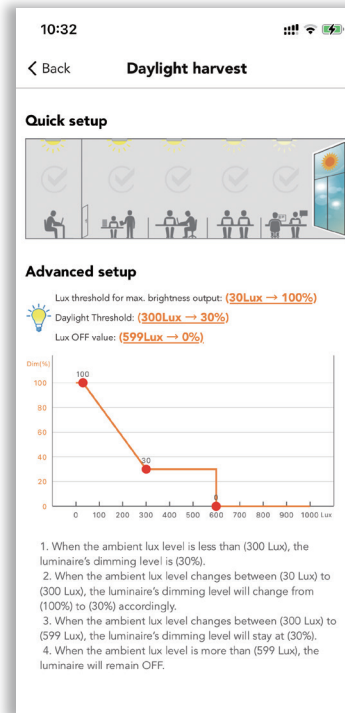 10:32
Back Daylight harvest
Quick setup
Advanced setup
Lux threshold for max. brightness output: (30Lux → 100%)
Daylight Threshold: (300Lux → 30%)
Lux OFF value: (599Lux → 0%)
Dim(%)
100
100
80
60
40
30
20
0
0
0 100 200 300 400 500 600 700 800 900 1000 Lux
1. When the ambient lux level is less than (300 Lux), the
luminaire's dimming level is (30%).
2. When the ambient lux level changes between (30 Lux) to
(300 Lux), the luminaire's dimming level will change from
(100%) to (30%) accordingly.
3. When the ambient lux level changes between (300 Lux) to
(599 Lux), the luminaire's dimming level will stay at (30%).
4. When the ambient lux level is more than (599 Lux), the
luminaire will remain OFF.